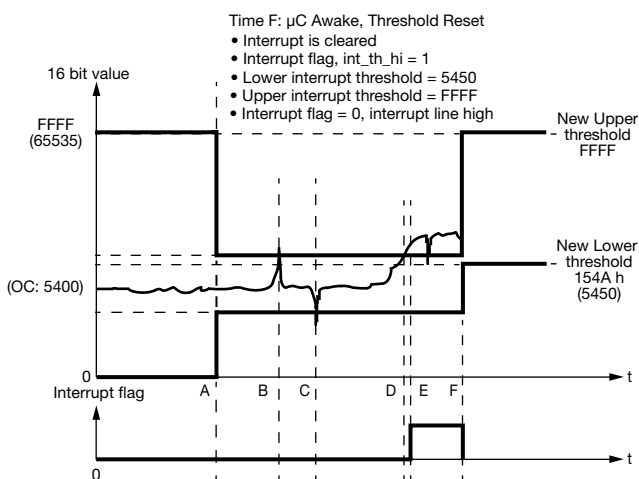 Time F: µC Awake, Threshold Reset
• Interrupt is cleared
• Interrupt flag, int_th_hi = 1
• Lower interrupt threshold = 5450
• Upper interrupt threshold = FFFF
• Interrupt flag = 0, interrupt line high
16 bit value
FFFF
(65535)
New Upper
threshold
FFFF
New Lower
threshold
154A h
(5450)
(OC: 5400)
0
A
B
C
D
E
F
t
Interrupt flag
t
0